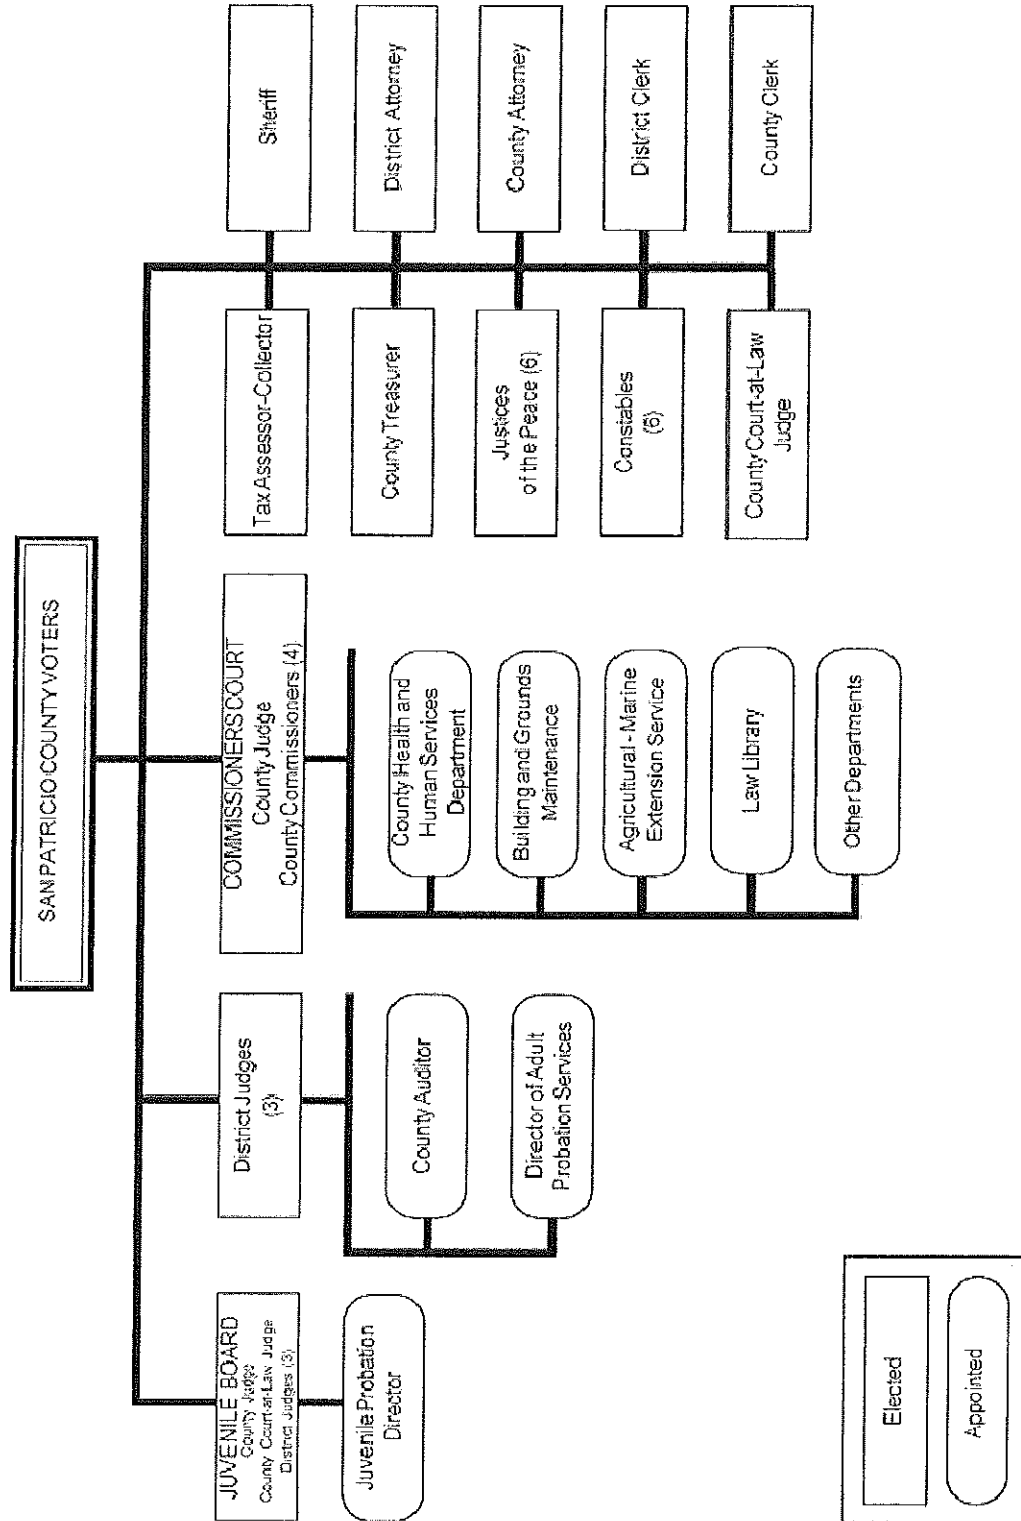 SAN PATRICIO COUNTY VOTERS
JUVENILE BOARD
County Judge
County Court-at-Law Judge
District Judges (3)
Juvenile Probation
Director
District Judges
(3)
County Auditor
Director of Adult
Probation Services
COMMISSIONERS COURT
County Judge
County Commissioners (4)
County Health and
Human Services
Department
Building and Grounds
Maintenance
Agricultural - Marine
Extension Service
Law Library
Other Departments
Tax Assessor-Collector
County Treasurer
Justices
of the Peace (6)
Constables
(6)
County Court-at-Law
Judge
Sheriff
District Attorney
County Attorney
District Clerk
County Clerk
Elected
Appointed